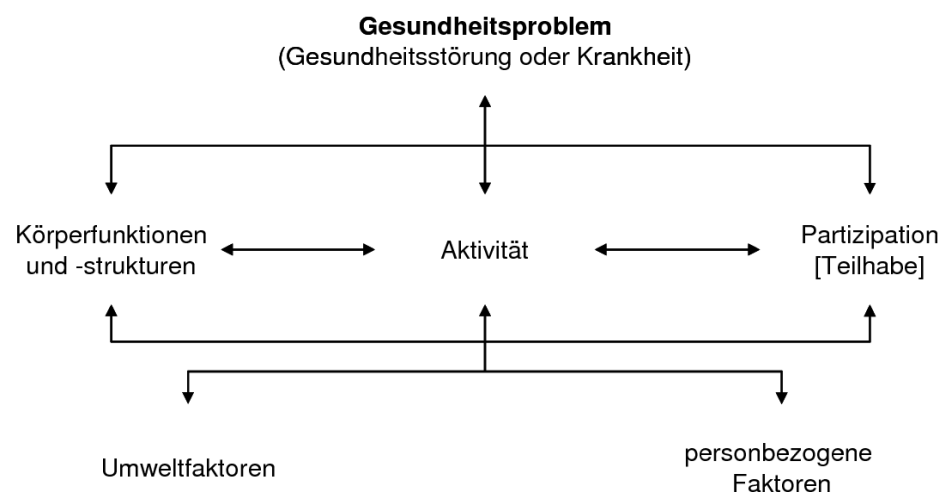 Gesundheitsproblem
(Gesundheitsstörung oder Krankheit)
Körperfunktionen
und -strukturen
Aktivität
Partizipation
[Teilhabe]
Umweltfaktoren
personbezogene
Faktoren